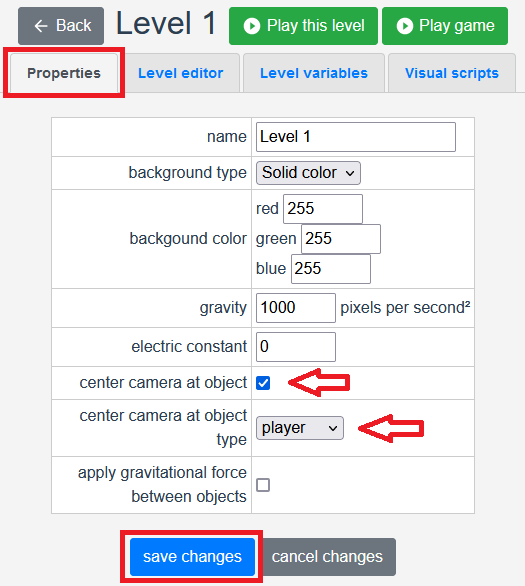 Back
Level 1
Play this level
Play game
Properties
Level editor
Level variables
Visual scripts
name
Level 1
background type
Solid color
backgound color
red 255
green 255
blue 255
gravity
1000 pixels per second²
electric constant
0
center camera at object
center camera at object
type
player
apply gravitational force
between objects
save changes
cancel changes